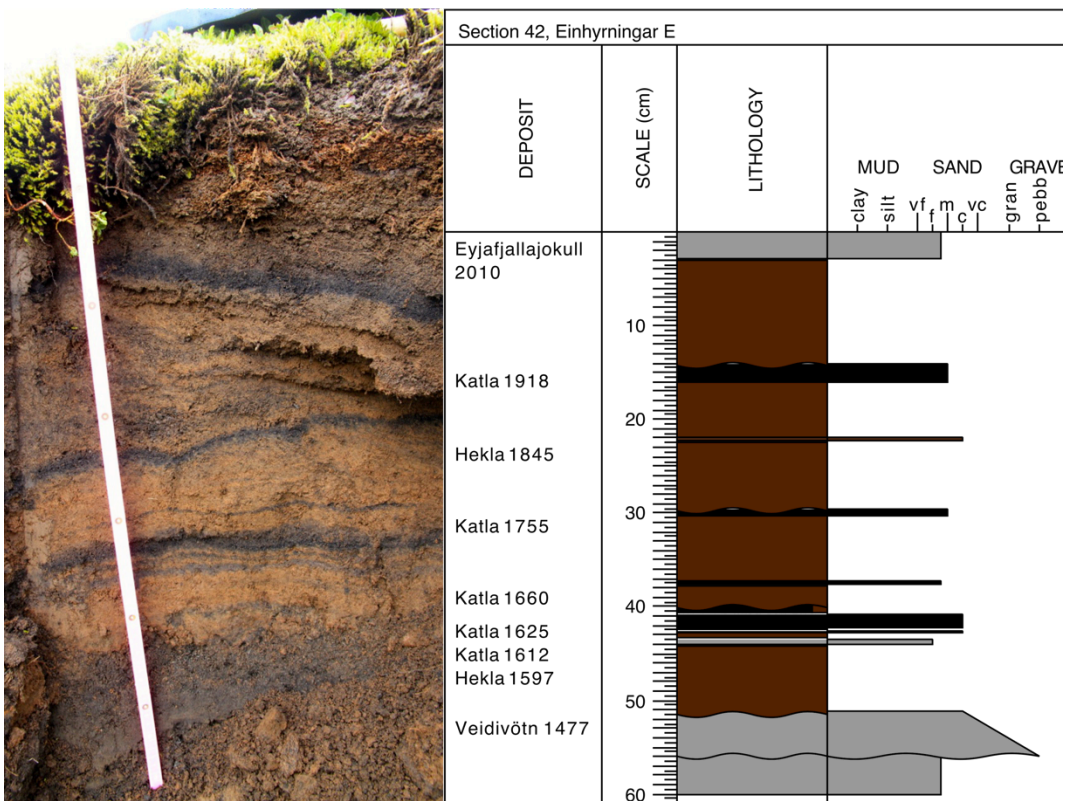 Section 42, Einhyrningar E
DEPOSIT
SCALE (cm)
LITHOLOGY
MUD SAND GRAVE
clay silt vf f m c vc gran pebb
Eyjafjallajokull
2010
10
Katla 1918
20
Hekla 1845
30
Katla 1755
Katla 1660
40
Katla 1625
Katla 1612
Hekla 1597
50
Veidivötn 1477
60